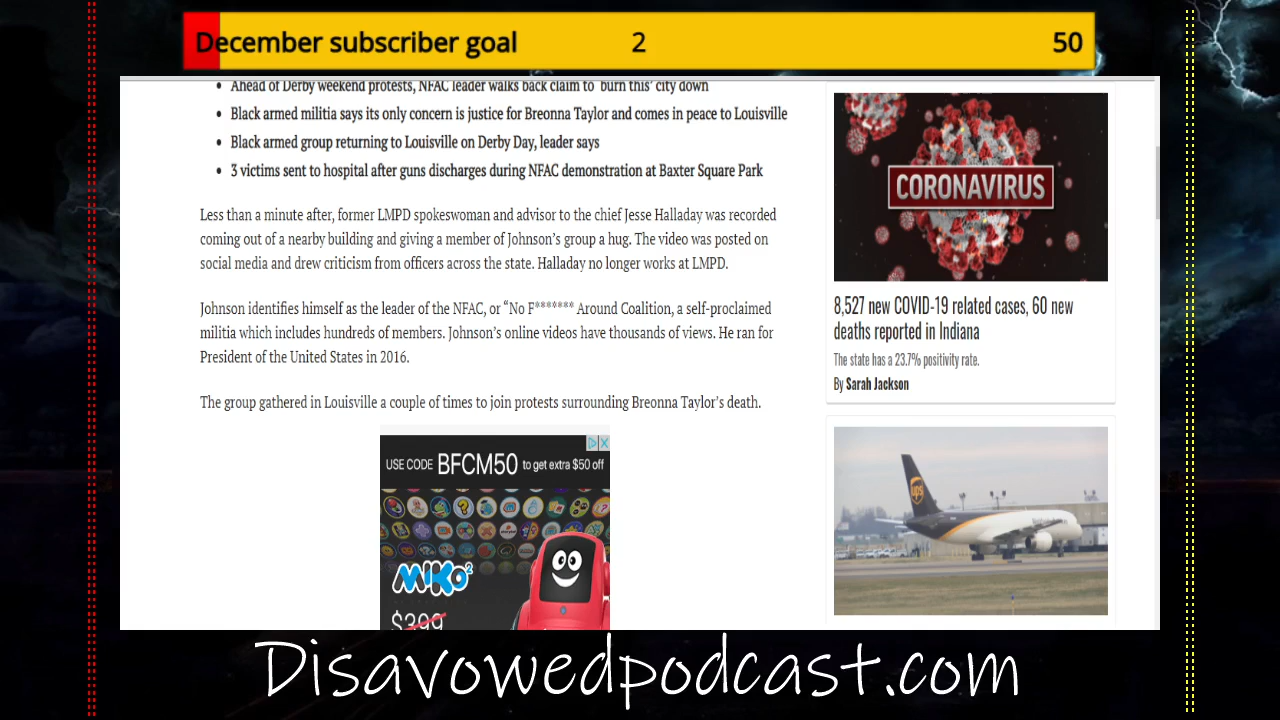 December subscriber goal 2 50
• Ahead of Derby weekend protests, NFAC leader walks back claim to 'burn this' city down
• Black armed militia says its only concern is justice for Breonna Taylor and comes in peace to Louisville
• Black armed group returning to Louisville on Derby Day, leader says
• 3 victims sent to hospital after guns discharges during NFAC demonstration at Baxter Square Park
Less than a minute after, former LMPD spokeswoman and advisor to the chief Jesse Halladay was recorded
coming out of a nearby building and giving a member of Johnson's group a hug. The video was posted on
social media and drew criticism from officers across the state. Halladay no longer works at LMPD.
Johnson identifies himself as the leader of the NFAC, or "No F******* Around Coalition, a self-proclaimed
militia which includes hundreds of members. Johnson's online videos have thousands of views. He ran for
President of the United States in 2016.
The group gathered in Louisville a couple of times to join protests surrounding Breonna Taylor's death.
USE CODE BFCM50 to get extra $50 off
MIKO2
$399
CORONAVIRUS
8,527 new COVID-19 related cases, 60 new
deaths reported in Indiana
The state has a 23.7% positivity rate.
By Sarah Jackson
ups
Disavowedpodcast.com